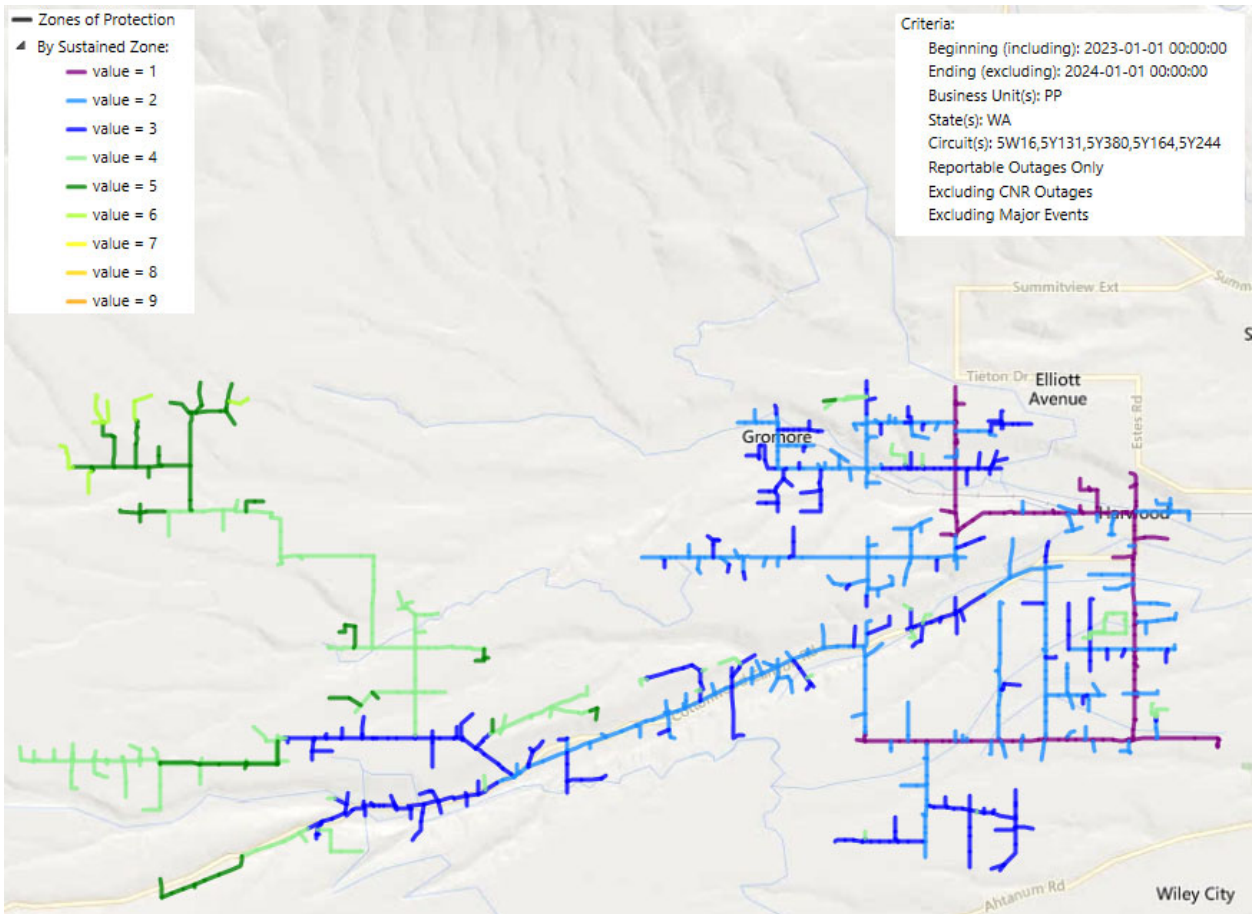 Zones of Protection
By Sustained Zone:
value = 1
value = 2
value = 3
value = 4
value = 5
value = 6
value = 7
value = 8
value = 9
Criteria:
Beginning (including): 2023-01-01 00:00:00
Ending (excluding): 2024-01-01 00:00:00
Business Unit(s): PP
State(s): WA
Circuit(s): 5W16,5Y131,5Y380,5Y164,5Y244
Reportable Outages Only
Excluding CNR Outages
Excluding Major Events
Summitview Ext
Tieton Dr
Elliott
Avenue
Estes Rd
Gromore
Harwood
Ahtanum Rd
Wiley City